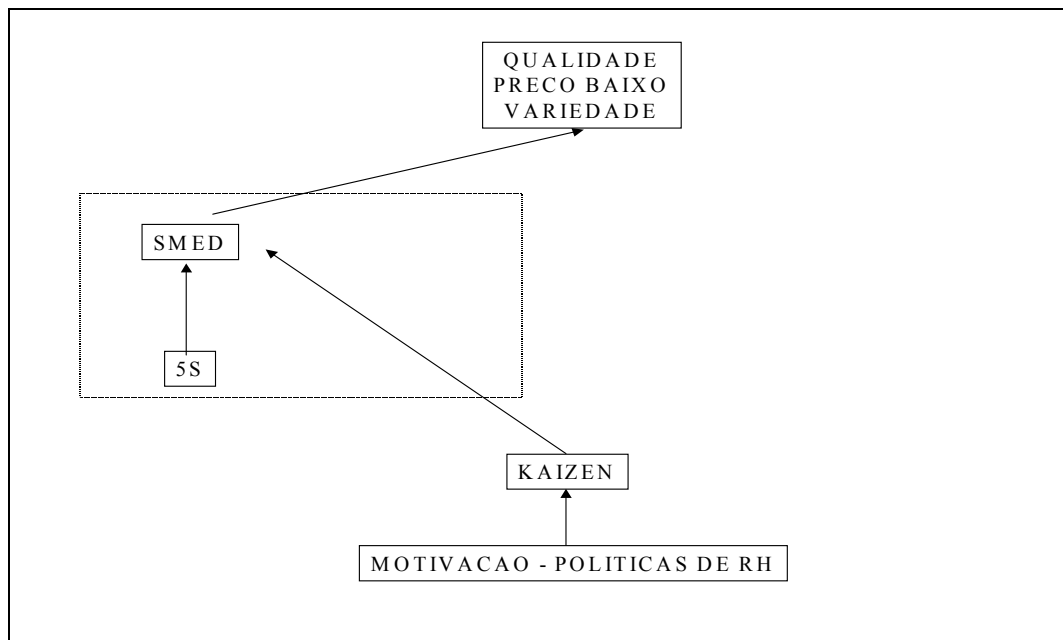 QUALIDADE
PRECO BAIXO
VARIEDADE
SMED
5S
KAIZEN
MOTIVACAO - POLITICAS DE RH